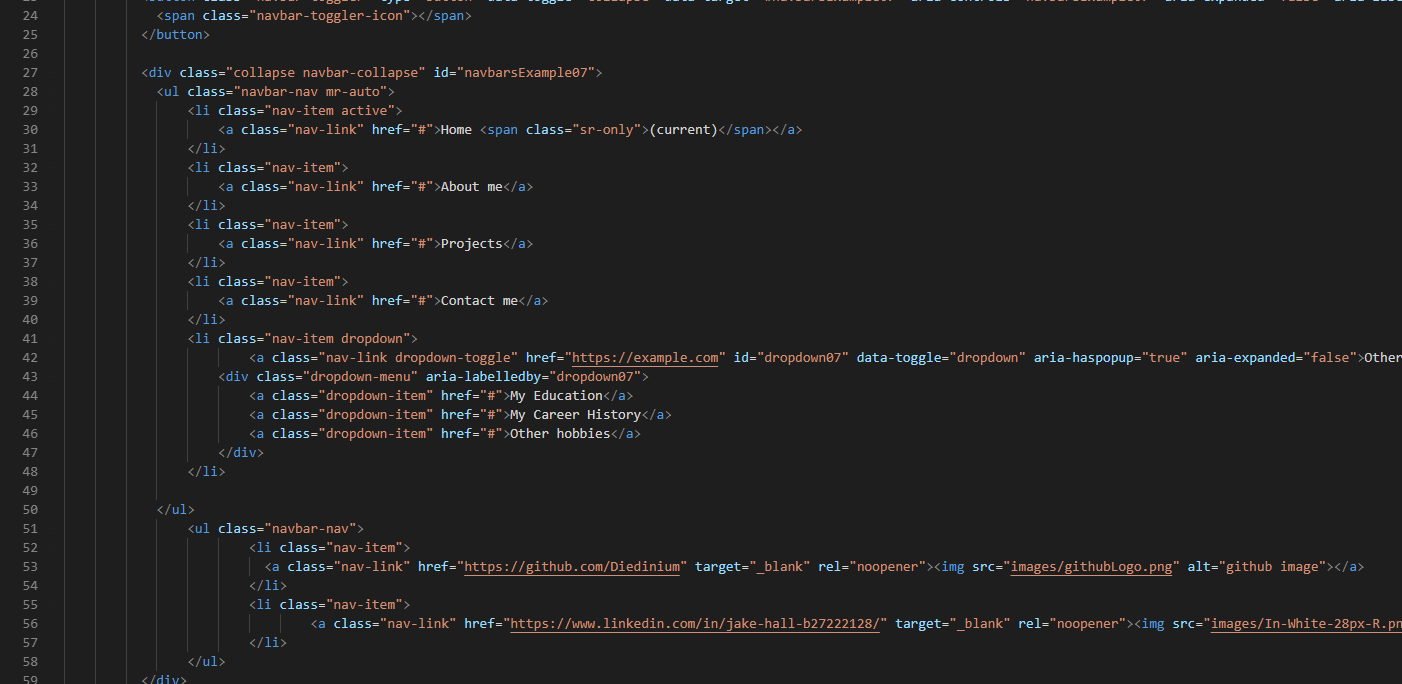 24 <span class="navbar-toggler-icon"></span>
25 </button>
26
27 <div class="collapse navbar-collapse" id="navbarsExample07">
28 <ul class="navbar-nav mr-auto">
29 <li class="nav-item active">
30 <a class="nav-link" href="#">Home <span class="sr-only">(current)</span></a>
31 </li>
32 <li class="nav-item">
33 <a class="nav-link" href="#">About me</a>
34 </li>
35 <li class="nav-item">
36 <a class="nav-link" href="#">Projects</a>
37 </li>
38 <li class="nav-item">
39 <a class="nav-link" href="#">Contact me</a>
40 </li>
41 <li class="nav-item dropdown">
42 <a class="nav-link dropdown-toggle" href="https://example.com" id="dropdown07" data-toggle="dropdown" aria-haspopup="true" aria-expanded="false">Other
43 <div class="dropdown-menu" aria-labelledby="dropdown07">
44 <a class="dropdown-item" href="#">My Education</a>
45 <a class="dropdown-item" href="#">My Career History</a>
46 <a class="dropdown-item" href="#">Other hobbies</a>
47 </div>
48 </li>
49
50 </ul>
51 <ul class="navbar-nav">
52 <li class="nav-item">
53 <a class="nav-link" href="https://github.com/Diedinium" target="_blank" rel="noopener"><img src="images/githubLogo.png" alt="github image"></a>
54 </li>
55 <li class="nav-item">
56 <a class="nav-link" href="https://www.linkedin.com/in/jake-hall-b27222128/" target="_blank" rel="noopener"><img src="images/In-White-28px-R.pn
57 </li>
58 </ul>
59 </div>